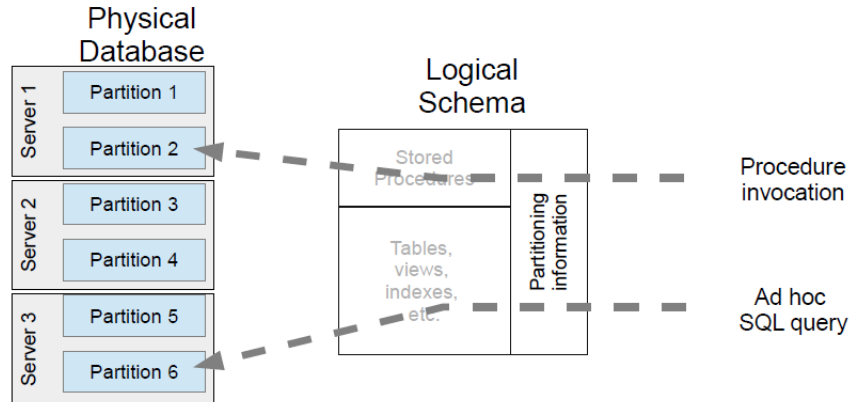 Physical
Database
Server 1
Partition 1
Partition 2
Server 2
Partition 3
Partition 4
Server 3
Partition 5
Partition 6
Logical
Schema
Stored
Procedures
Tables,
views,
indexes,
etc.
Partitioning
information
Procedure
invocation
Ad hoc
SQL query